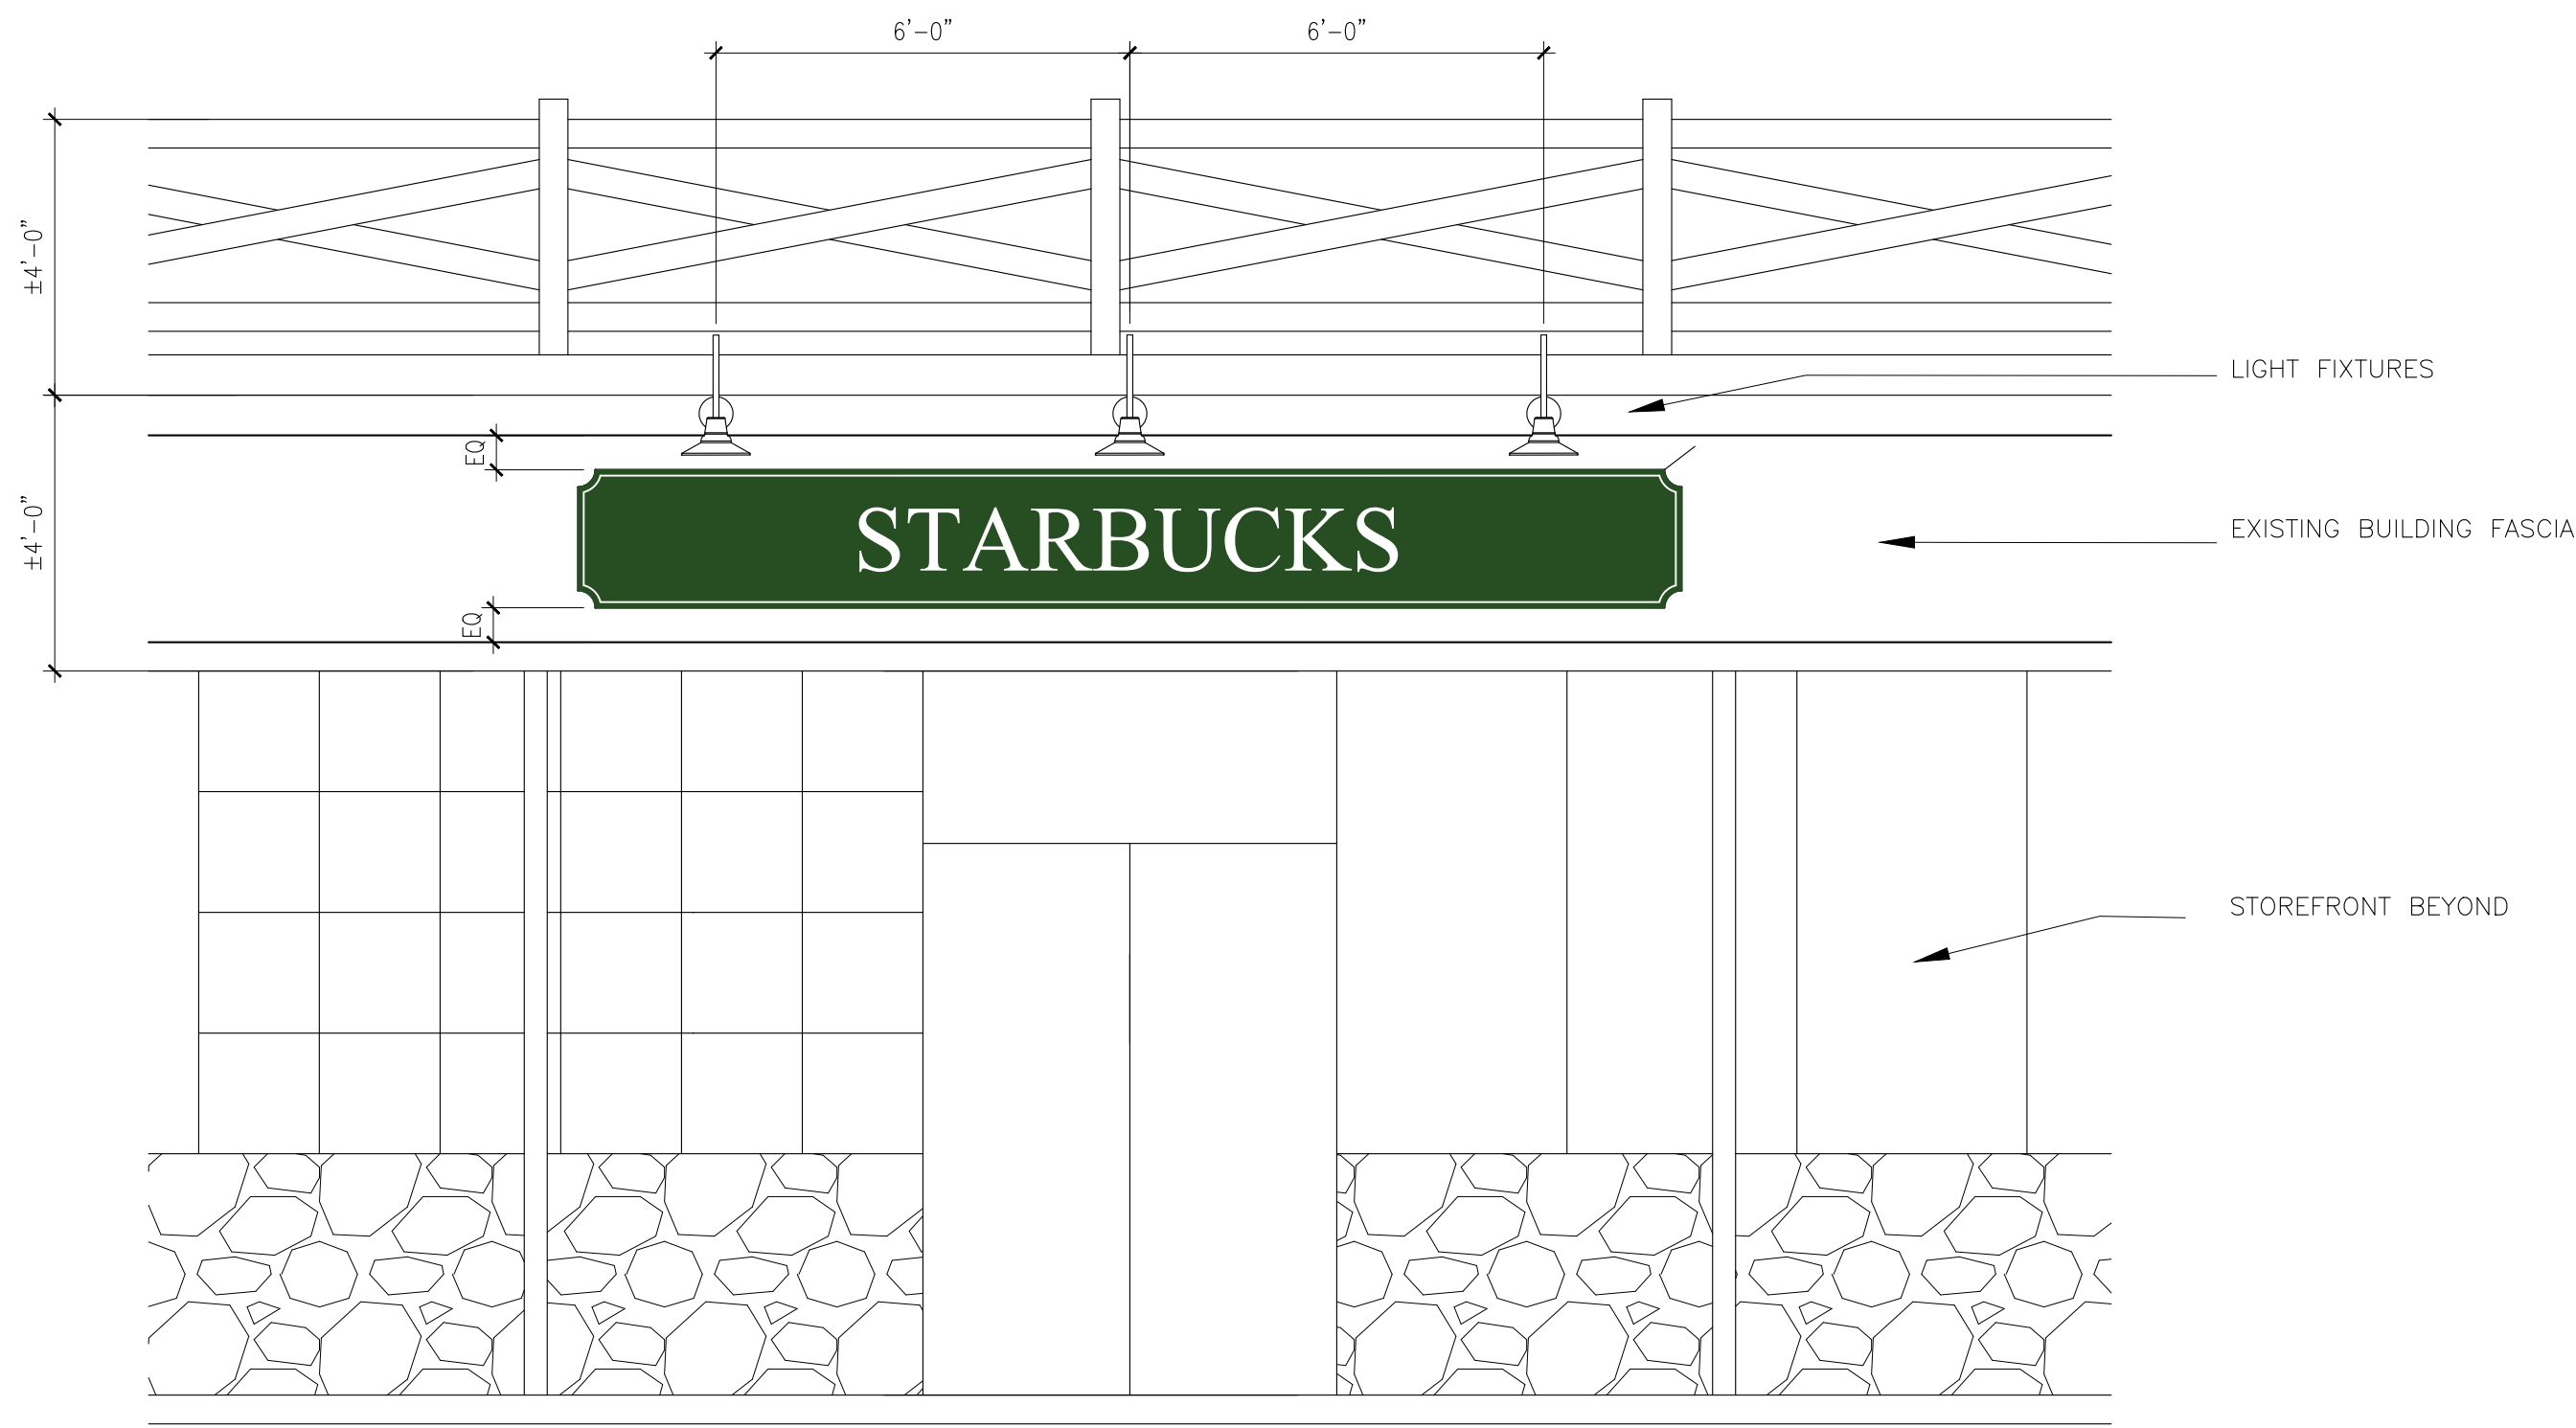 6'-0" 6'-0"
±4'-0"
LIGHT FIXTURES
EQ
±4'-0"
STARBUCKS
EXISTING BUILDING FASCIA
EQ
STOREFRONT BEYOND